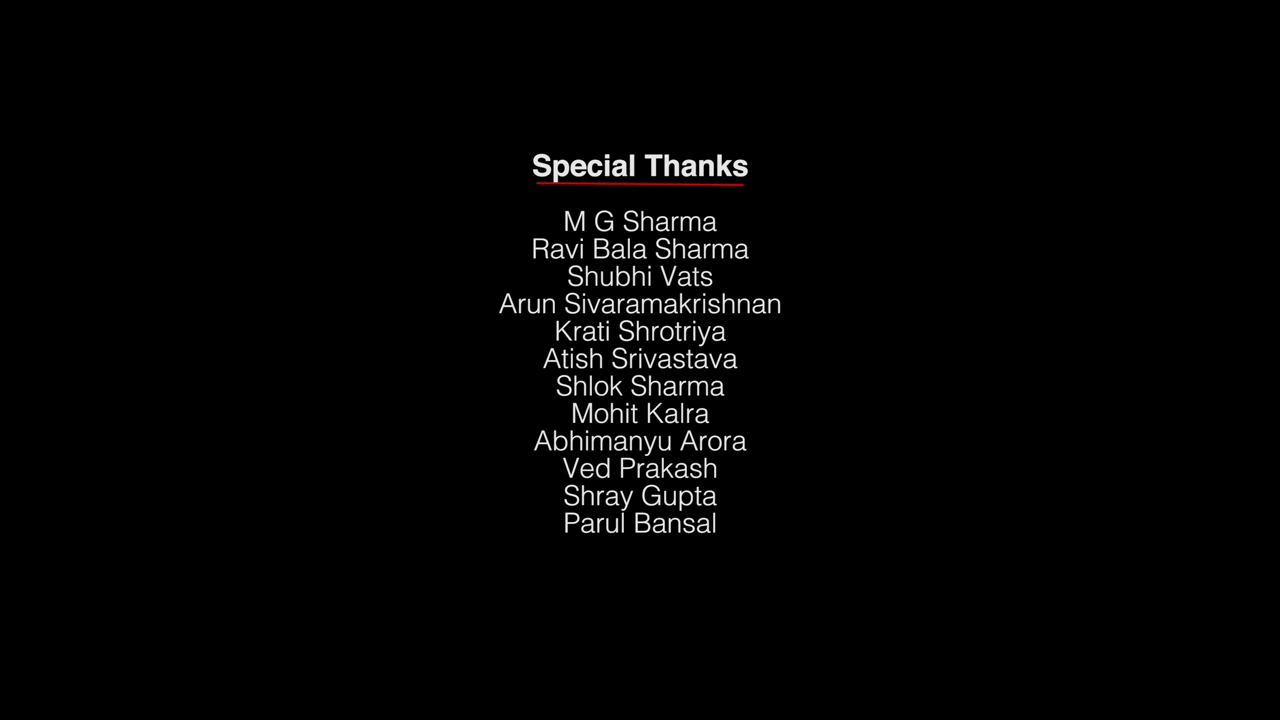 Special Thanks
M G Sharma
Ravi Bala Sharma
Shubhi Vats
Arun Sivaramakrishnan
Krati Shrotriya
Atish Srivastava
Shlok Sharma
Mohit Kalra
Abhimanyu Arora
Ved Prakash
Shray Gupta
Parul Bansal